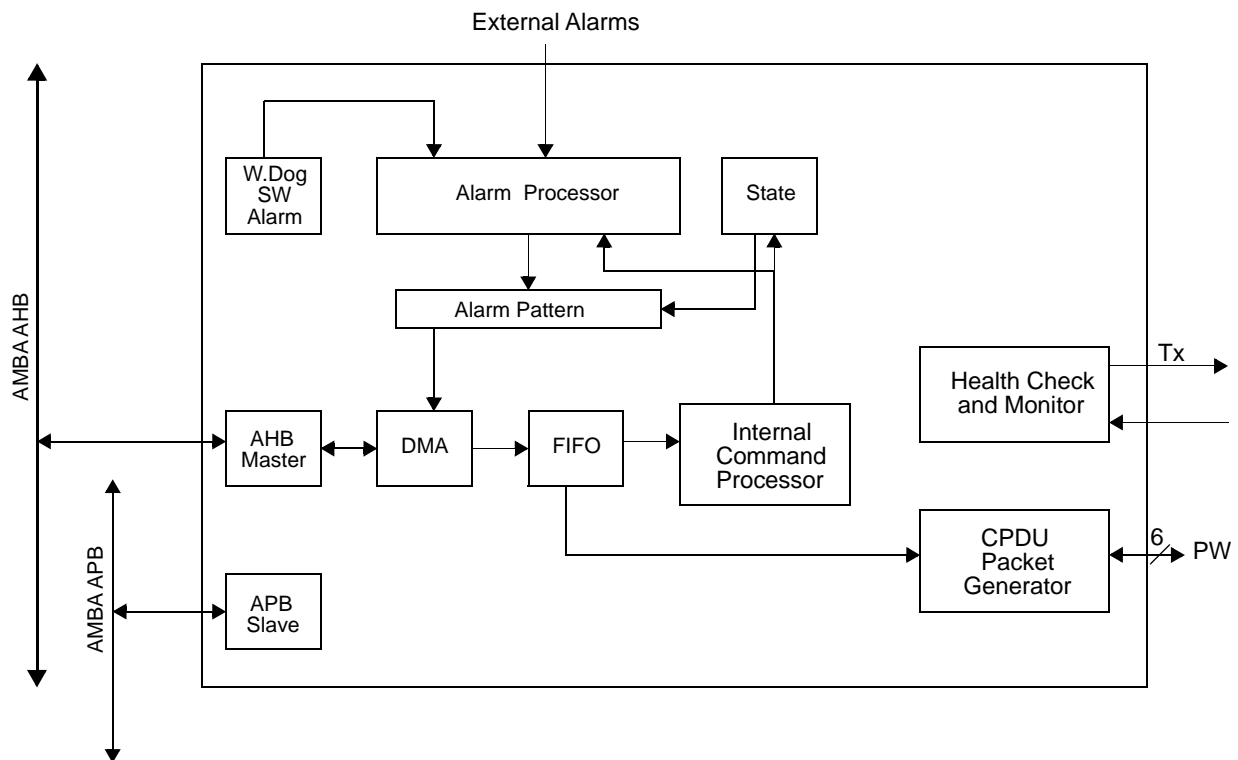 External Alarms
W.Dog
SW
Alarm
Alarm Processor
State
Alarm Pattern
AMBA AHB
Health Check
and Monitor
Tx
AHB
Master
DMA
FIFO
Internal
Command
Processor
AMBA APB
APB
Slave
CPDU
Packet
Generator
6
PW